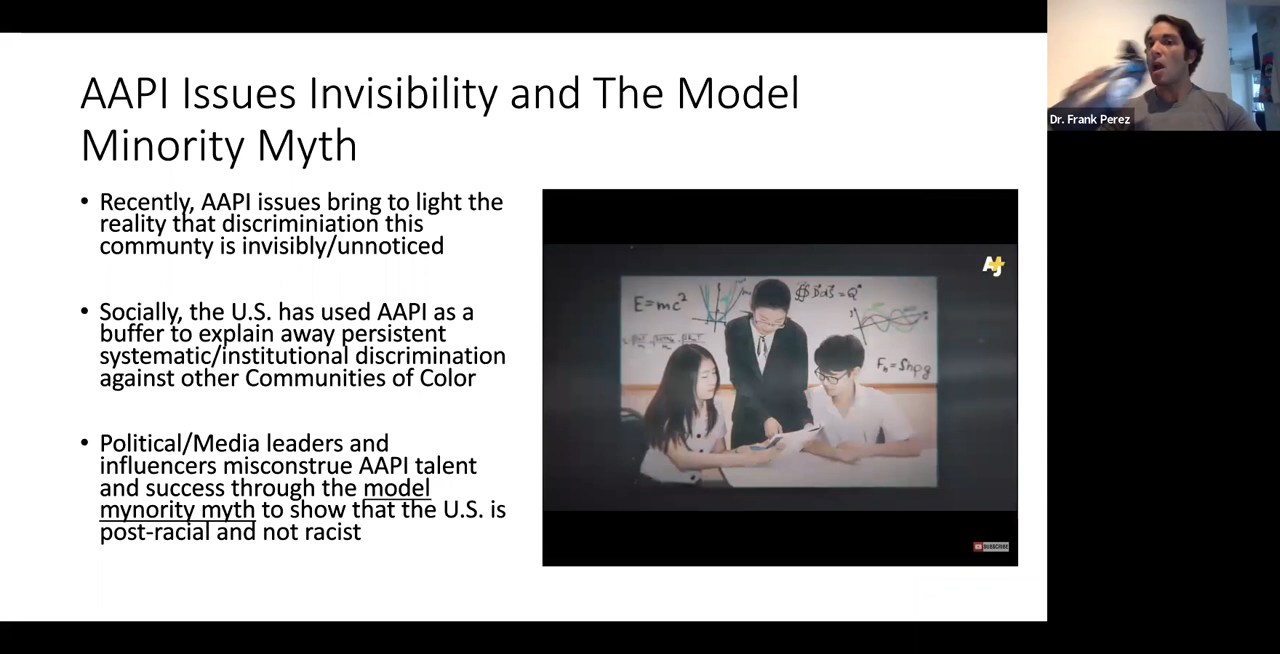 AAPI Issues Invisibility and The Model
Minority Myth
• Recently, AAPI issues bring to light the
reality that discriminiation this
communty is invisibly/unnoticed
• Socially, the U.S. has used AAPI as a
buffer to explain away persistent
systematic/institutional discrimination
against other Communities of Color
• Political/Media leaders and
influencers misconstrue AAPI talent
and success through the model
mynority myth to show that the U.S. is
post-racial and not racist
AJ+
E=mc²
SUBSCRIBE
Dr. Frank Perez